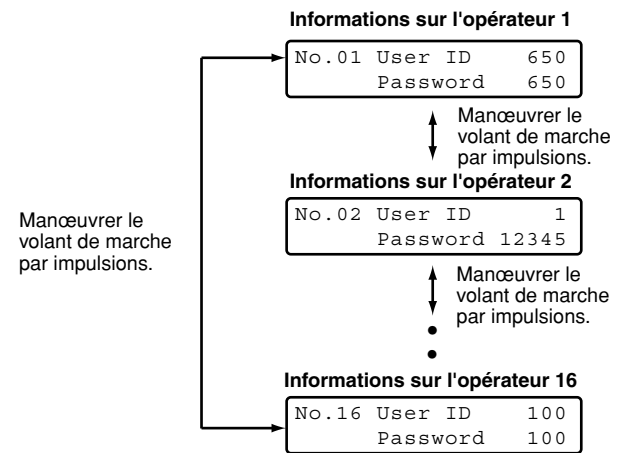 Informations sur l'opérateur 1
No.01 User ID 650
Password 650
Manœuvrer le
volant de marche
par impulsions.
Informations sur l'opérateur 2
No.02 User ID 1
Password 12345
Manœuvrer le
volant de marche
par impulsions.
Manœuvrer le
volant de marche
par impulsions.
Informations sur l'opérateur 16
No.16 User ID 100
Password 100